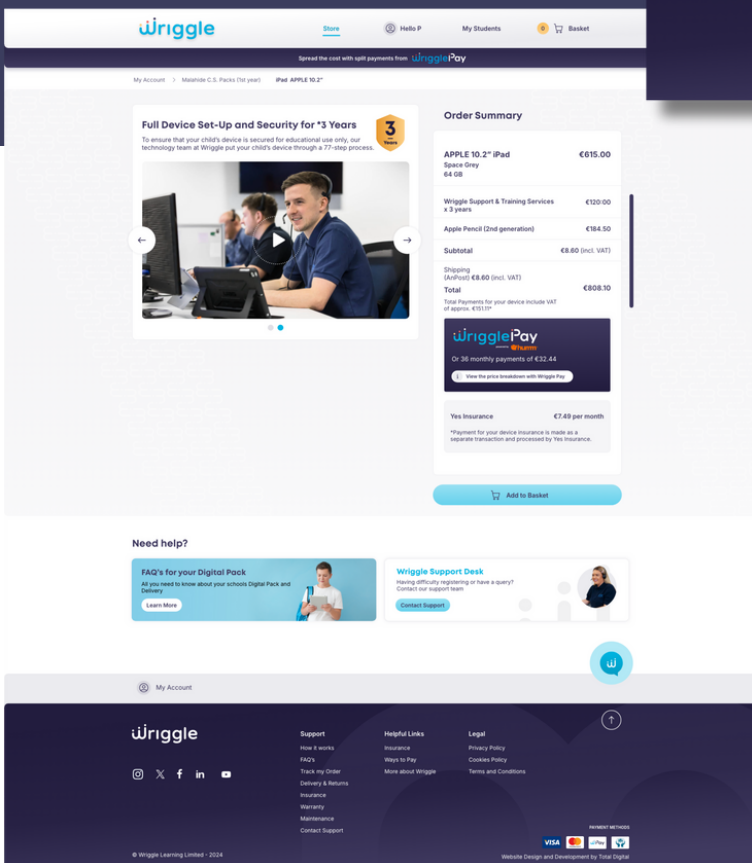 wriggle
Store
Hello P
My Students
0
Basket
Spread the cost with split payments from wrigglePay
My Account > Malahide C.S. Packs (1st year) iPad APPLE 10.2"
Full Device Set-Up and Security for *3 Years
To ensure that your child's device is secured for educational use only, our
technology team at Wriggle put your child's device through a 77-step process.
3
Years
Order Summary
APPLE 10.2" iPad €615.00
Space Grey
64 GB
Wriggle Support & Training Services €120:00
x 3 years
Apple Pencil (2nd generation) €184.50
Subtotal €8.60 (incl. VAT)
Shipping
(AnPost) €8.60 (incl. VAT)
Total €808.10
Total Payments for your device include VAT
of approx. €151.11*
wrigglePay
humm
Or 36 monthly payments of €32.44
i View the price breakdown with Wriggle Pay
Yes Insurance €7.49 per month
*Payment for your device insurance is made as a
separate transaction and processed by Yes Insurance.
Add to Basket
Need help?
FAQ's for your Digital Pack
All you need to know about your schools Digital Pack and
Delivery
Learn More
Wriggle Support Desk
Having difficulty registering or have a query?
Contact our support team
Contact Support
w
My Account
wriggle
Support
How it works
FAQ's
Track my Order
Delivery & Returns
Insurance
Warranty
Maintenance
Contact Support
Helpful Links
Insurance
Ways to Pay
More about Wriggle
Legal
Privacy Policy
Cookies Policy
Terms and Conditions
PAYMENT METHODS
VISA
© Wriggle Learning Limited - 2024
Website Design and Development by Total Digital